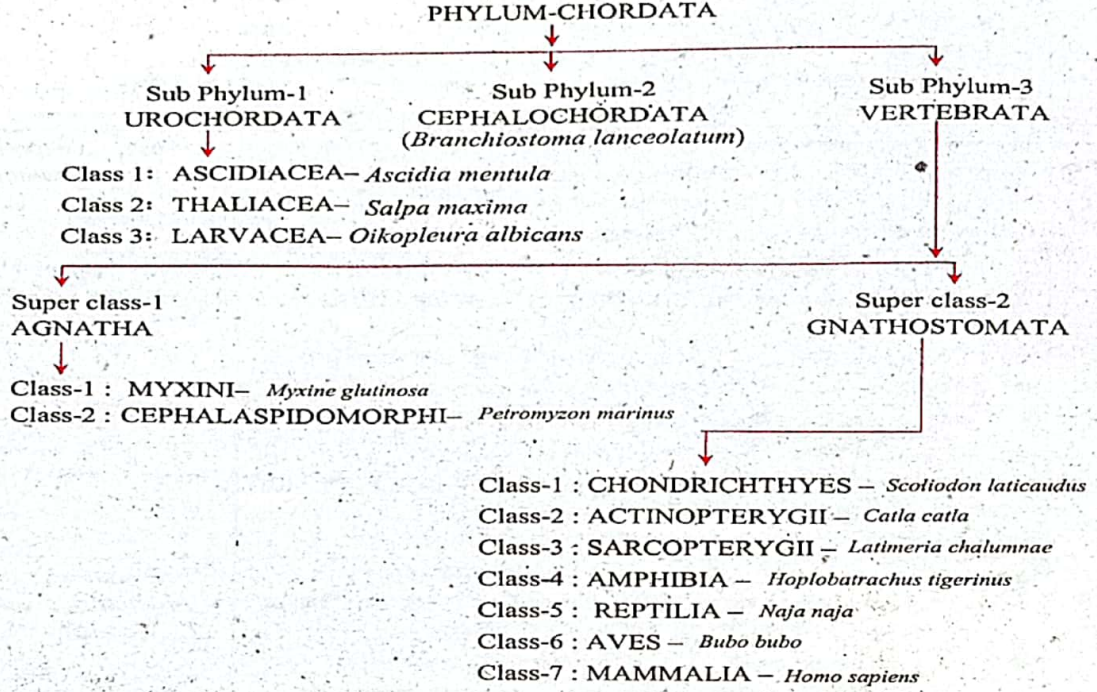 PHYLUM-CHORDATA
Sub Phylum-1
UROCHORDATA
Sub Phylum-2
CEPHALOCHORDATA
(Branchiostoma lanceolatum)
Sub Phylum-3
VERTEBRATA
Class 1: ASCIDIACEA– Ascidia mentula
Class 2: THALIACEA– Salpa maxima
Class 3: LARVACEA– Oikopleura albicans
Super class-1
AGNATHA
Super class-2
GNATHOSTOMATA
Class-1 : MYXINI– Myxine glutinosa
Class-2 : CEPHALASPIDOMORPHI– Petromyzon marinus
Class-1 : CHONDRICHTHYES – Scoliodon laticaudus
Class-2 : ACTINOPTERYGII – Catla catla
Class-3 : SARCOPTERYGII – Latimeria chalumnae
Class-4 : AMPHIBIA – Hoplobatrachus tigerinus
Class-5 : REPTILIA – Naja naja
Class-6 : AVES – Bubo bubo
Class-7 : MAMMALIA – Homo sapiens